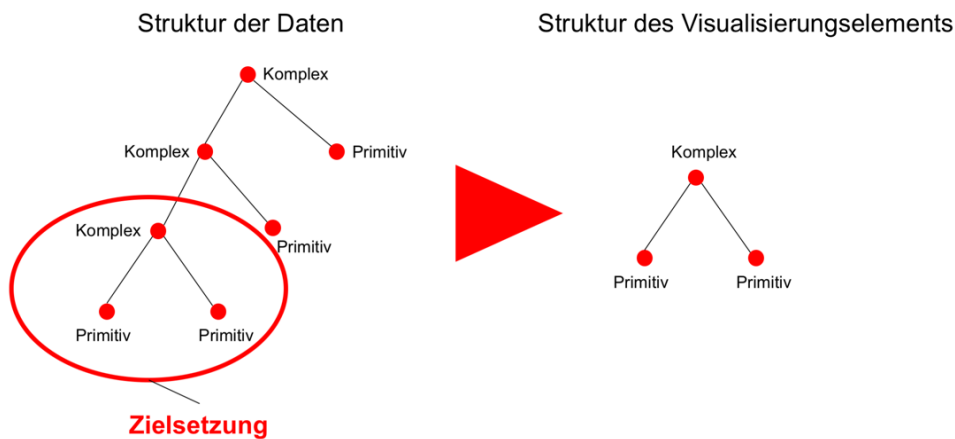 Struktur der Daten
Struktur des Visualisierungselements
Komplex
Komplex
Primitiv
Komplex
Primitiv
Primitiv
Primitiv
Zielsetzung
Komplex
Primitiv
Primitiv